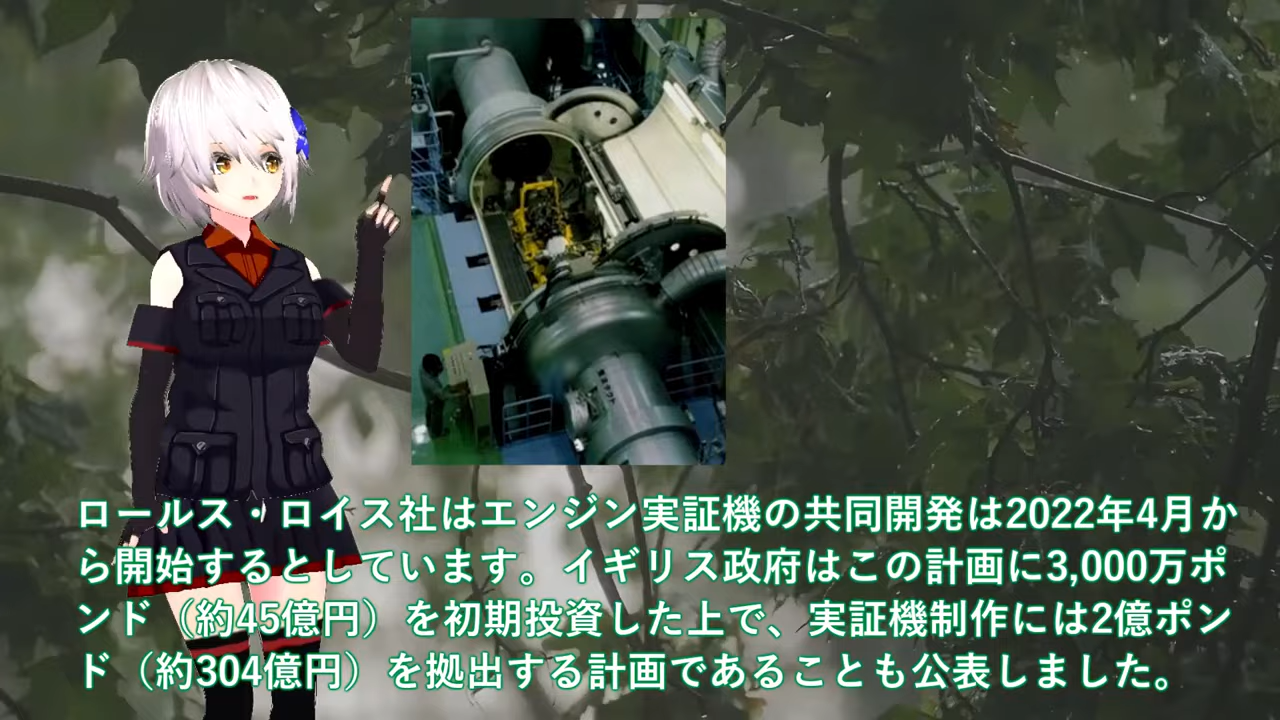 ロールス・ロイス社はエンジン実証機の共同開発は2022年4月か
ら開始するとしています。イギリス政府はこの計画に3,000万ポ
ンド（約45億円）を初期投資した上で、実証機制作には2億ポン
ド（約304億円）を拠出する計画であることも公表しました。